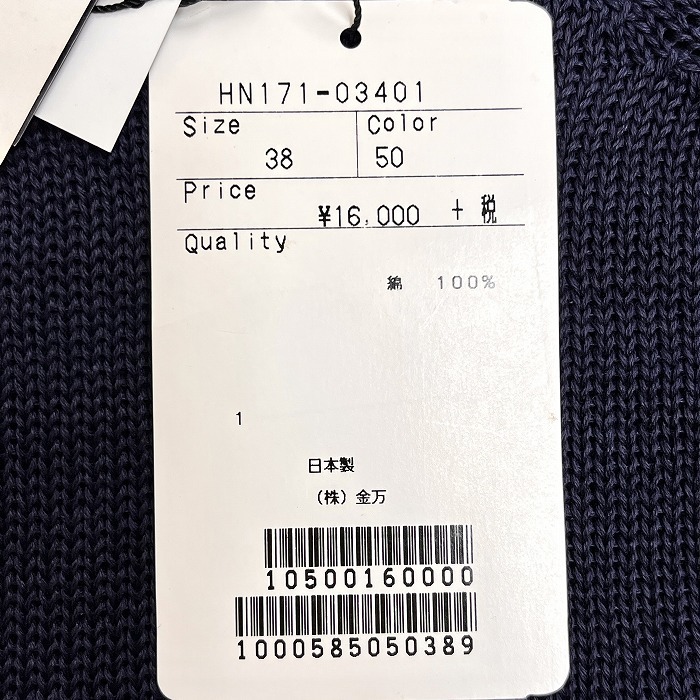 HN171-03401
Size Color
38 50
Price
¥16,000 + 税
Quality
綿 100%
1
日本製
(株)金万
10500160000
1000585050389